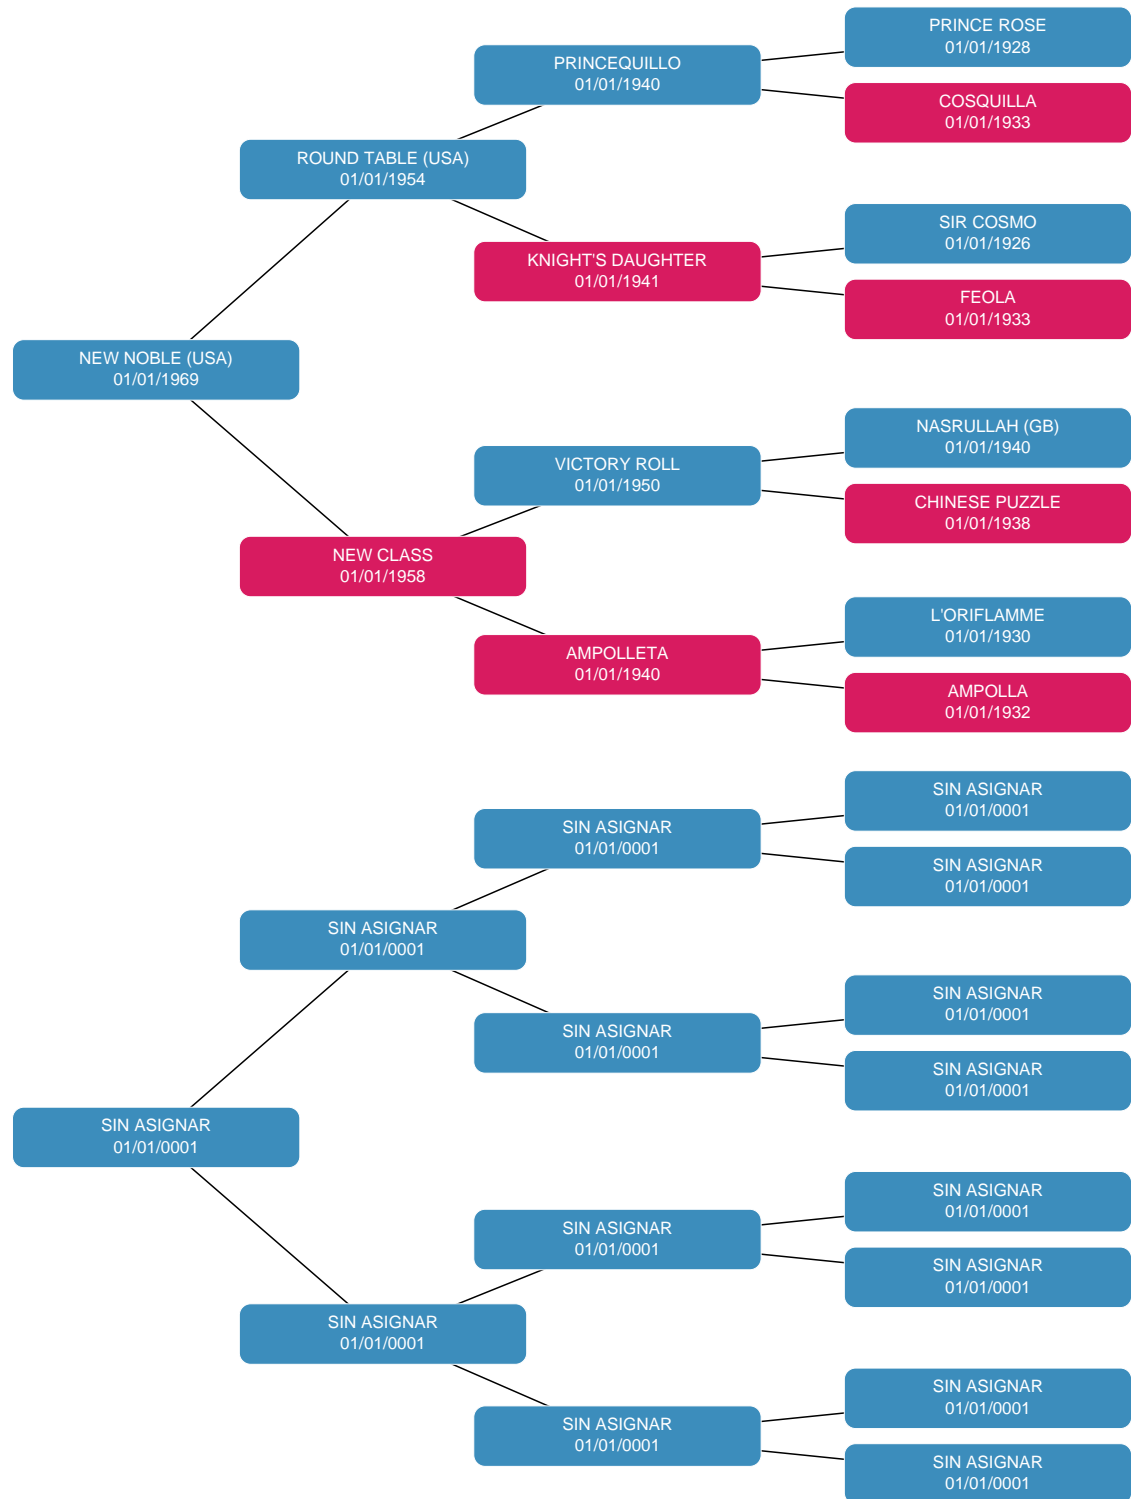 PRINCE ROSE
01/01/1928
PRINCEQUILLO
01/01/1940
COSQUILLA
01/01/1933
ROUND TABLE (USA)
01/01/1954
SIR COSMO
01/01/1926
KNIGHT'S DAUGHTER
01/01/1941
FEOLA
01/01/1933
NEW NOBLE (USA)
01/01/1969
NASRULLAH (GB)
01/01/1940
VICTORY ROLL
01/01/1950
CHINESE PUZZLE
01/01/1938
NEW CLASS
01/01/1958
L'ORIFLAMME
01/01/1930
AMPOLLETA
01/01/1940
AMPOLLA
01/01/1932
SIN ASIGNAR
01/01/0001
SIN ASIGNAR
01/01/0001
SIN ASIGNAR
01/01/0001
SIN ASIGNAR
01/01/0001
SIN ASIGNAR
01/01/0001
SIN ASIGNAR
01/01/0001
SIN ASIGNAR
01/01/0001
SIN ASIGNAR
01/01/0001
SIN ASIGNAR
01/01/0001
SIN ASIGNAR
01/01/0001
SIN ASIGNAR
01/01/0001
SIN ASIGNAR
01/01/0001
SIN ASIGNAR
01/01/0001
SIN ASIGNAR
01/01/0001
SIN ASIGNAR
01/01/0001